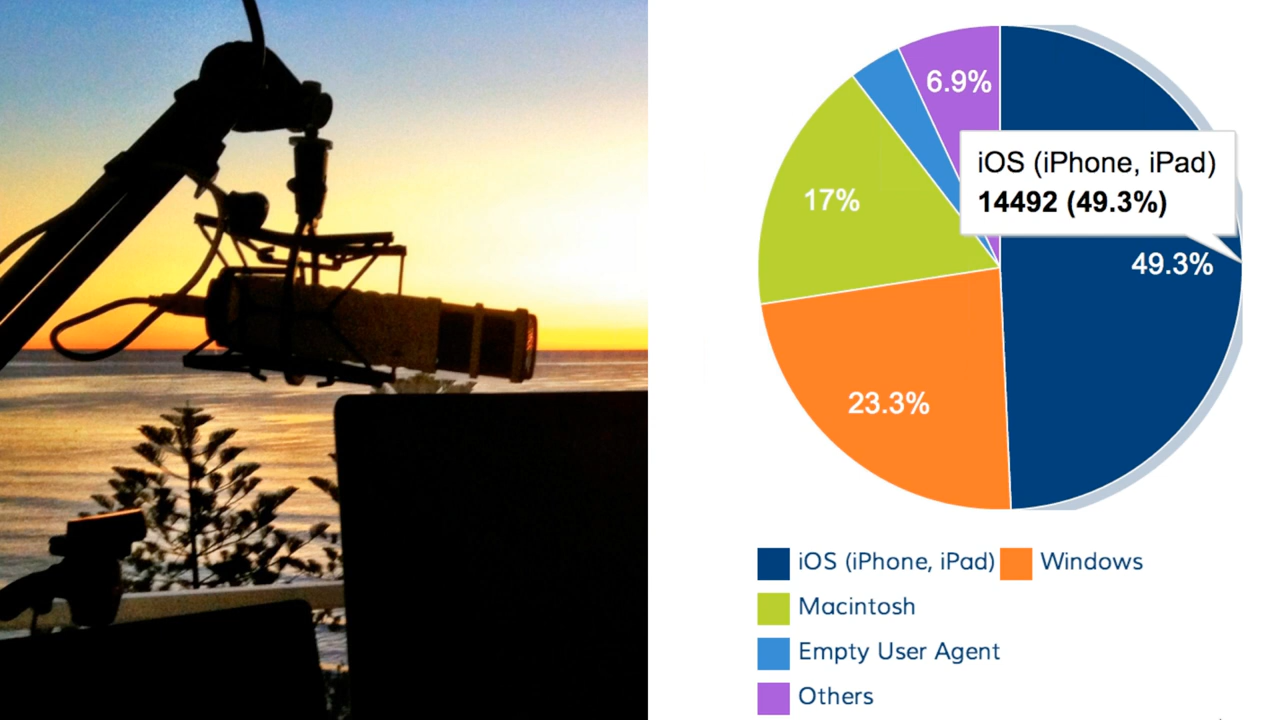 6.9%
iOS (iPhone, iPad)
14492 (49.3%)
17%
49.3%
23.3%
iOS (iPhone, iPad) Windows
Macintosh
Empty User Agent
Others